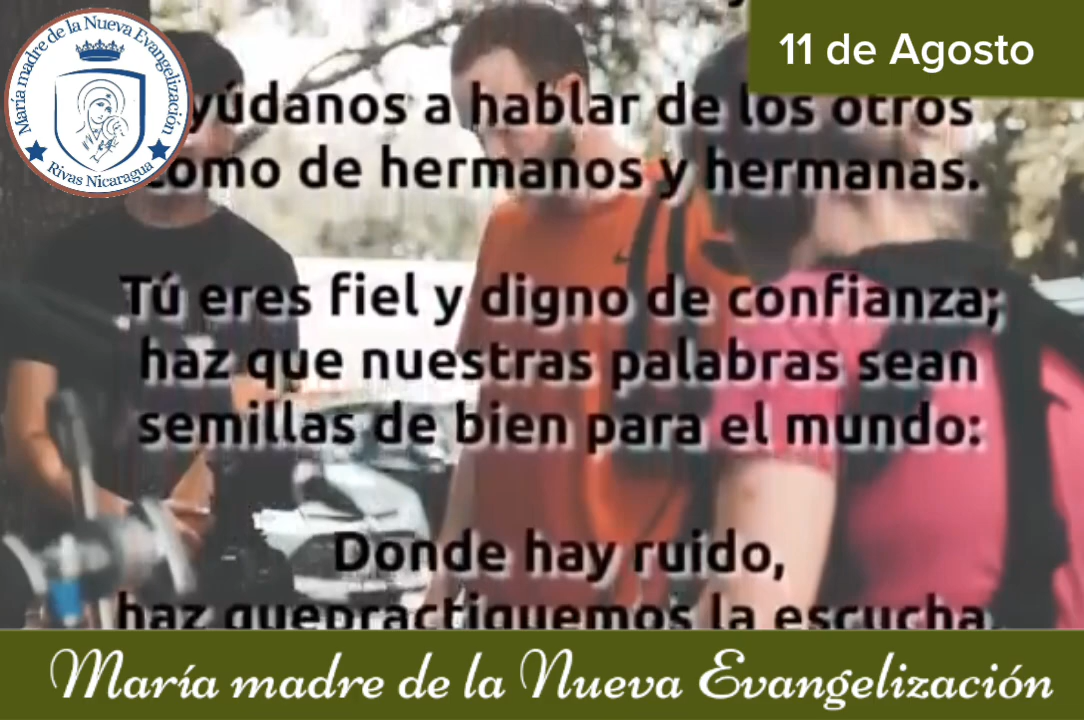 María madre de la Nueva Evangelización
Rivas Nicaragua
11 de Agosto
yúdanos a hablar de los otros
como de hermanos y hermanas.
Tú eres fiel y digno de confianza;
haz que nuestras palabras sean
semillas de bien para el mundo:
Donde hay ruido,
haz quepractiquemos la escucha,
María madre de la Nueva Evangelización